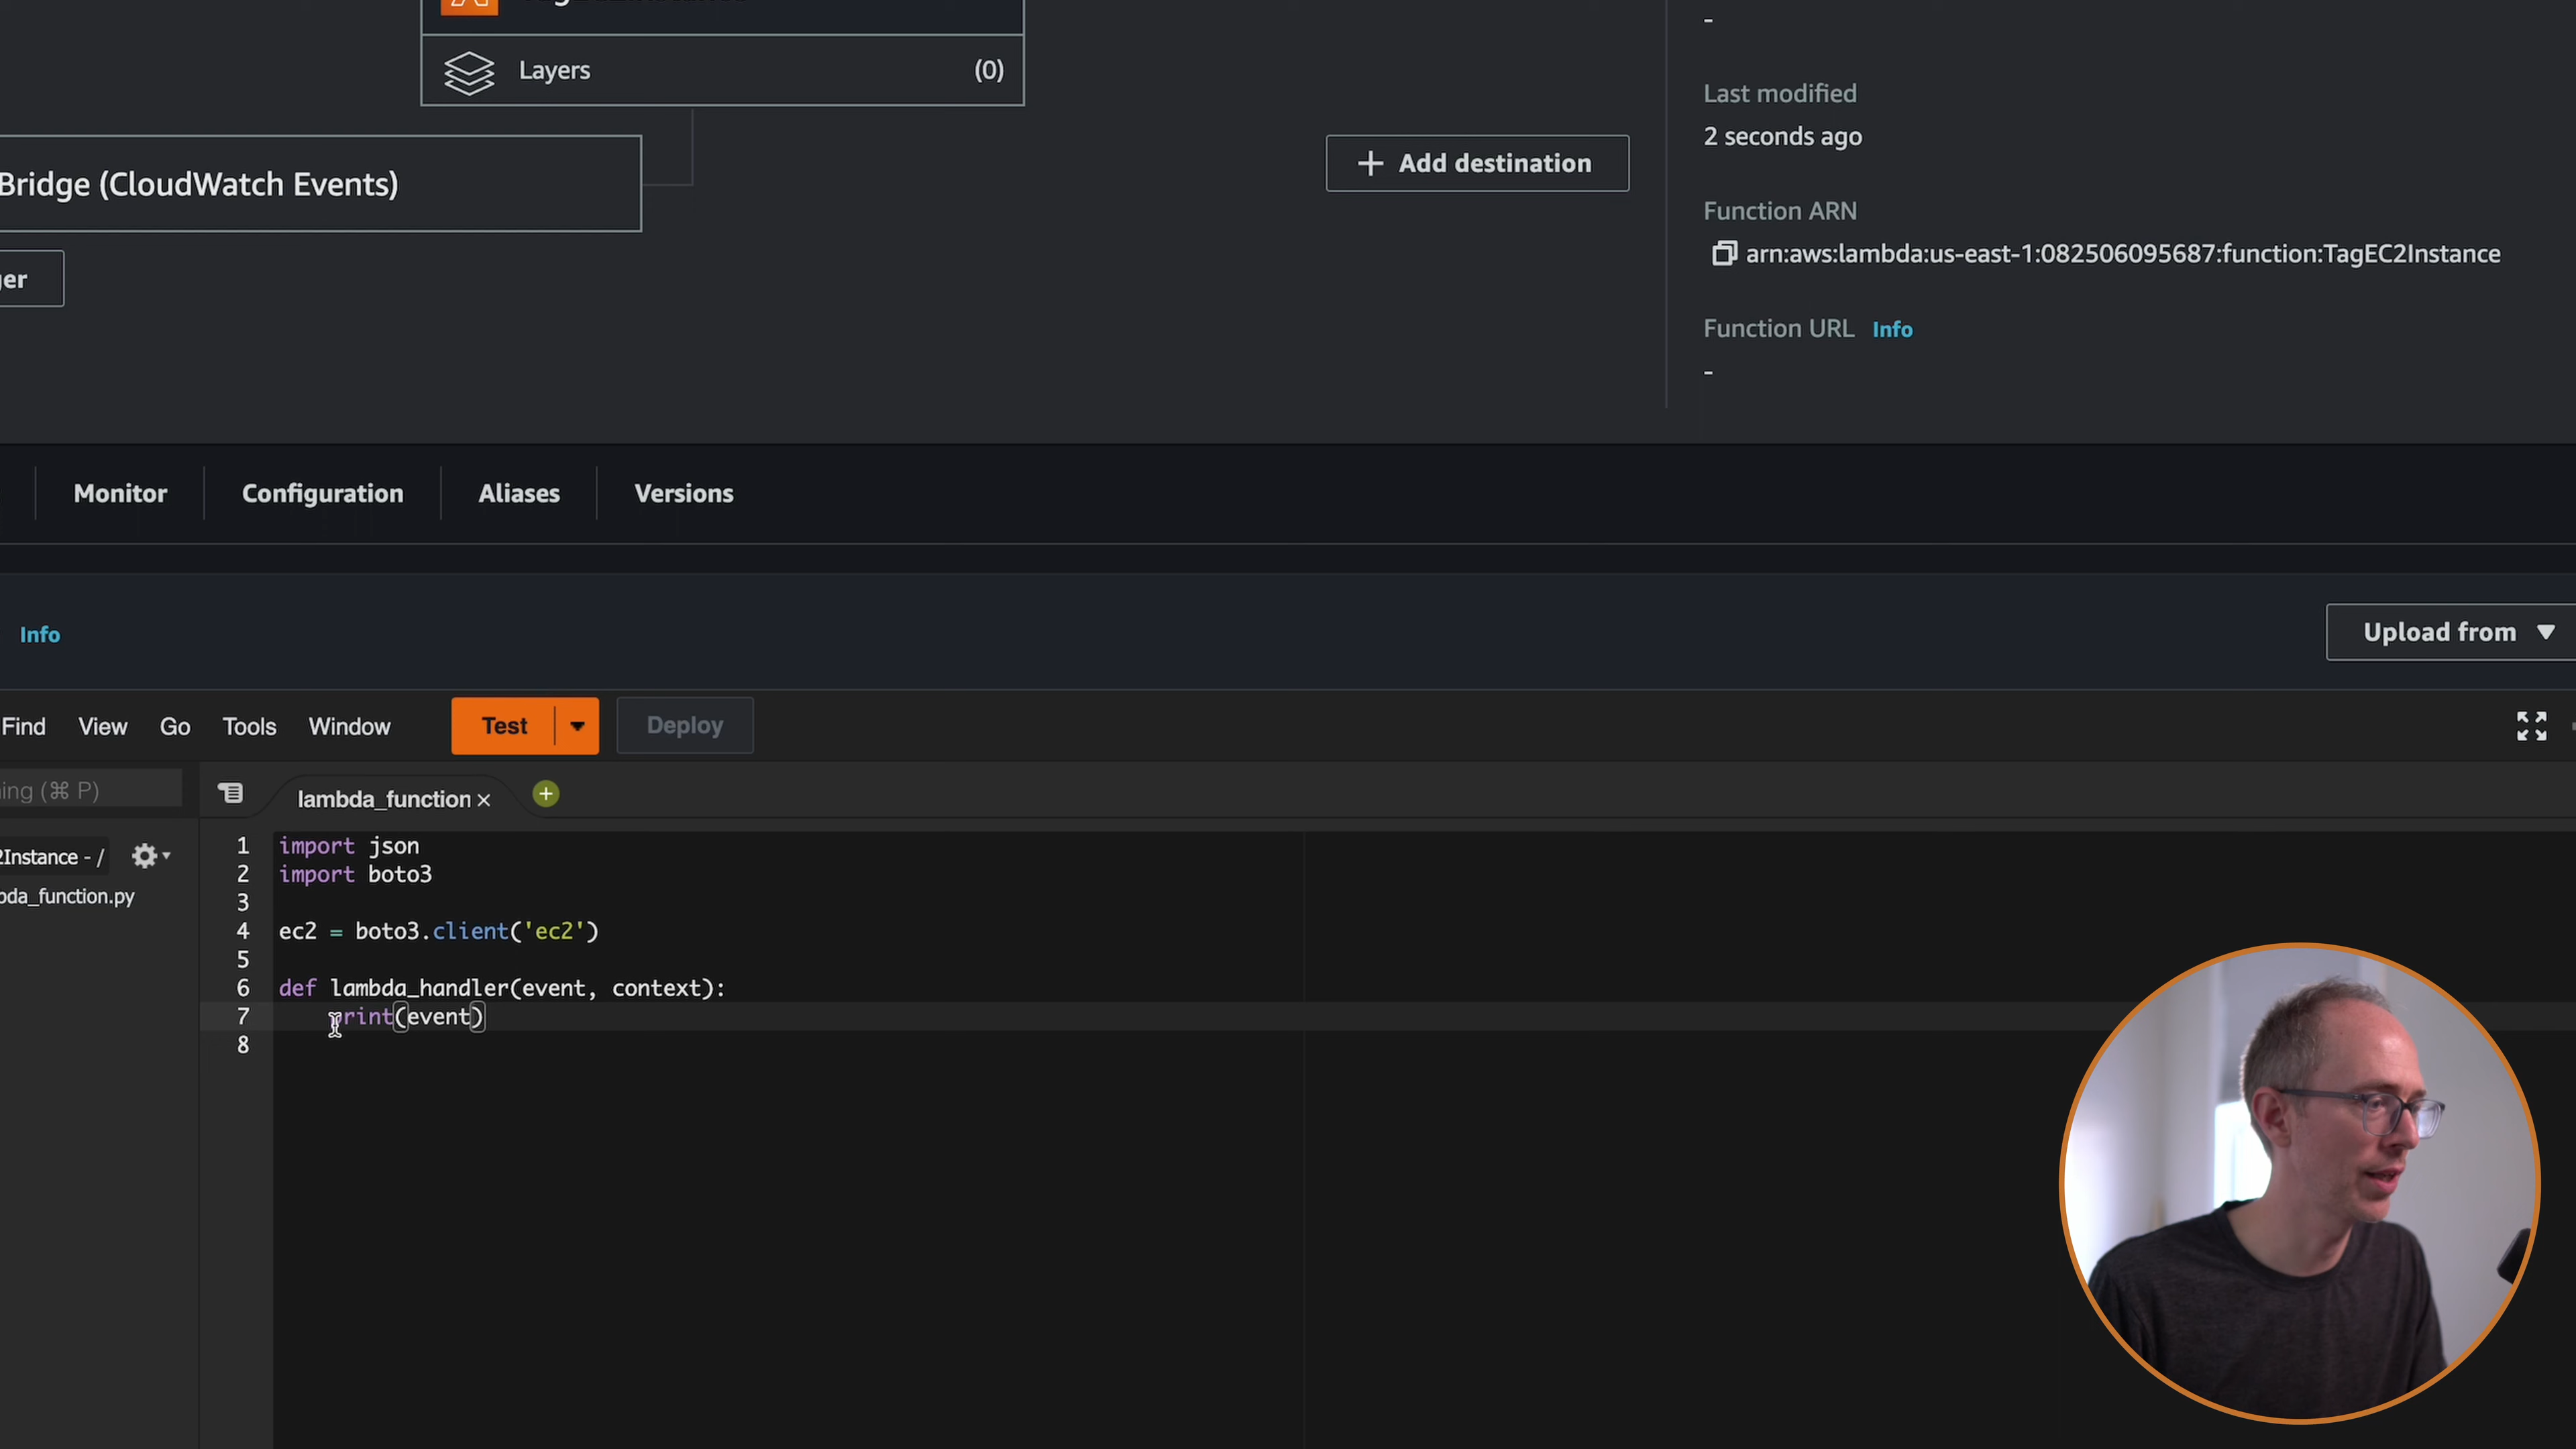 Layers (0)
-
Last modified
2 seconds ago
Bridge (CloudWatch Events)
+ Add destination
Function ARN
arn:aws:lambda:us-east-1:082506095687:function:TagEC2Instance
ger
Function URL Info
-
Monitor
Configuration
Aliases
Versions
Info
Upload from
Find View Go Tools Window Test Deploy
ing (⌘ P)
lambda_function ×
2Instance - /
bda_function.py
1 import json
2 import boto3
3
4 ec2 = boto3.client('ec2')
5
6 def lambda_handler(event, context):
7 print(event)
8